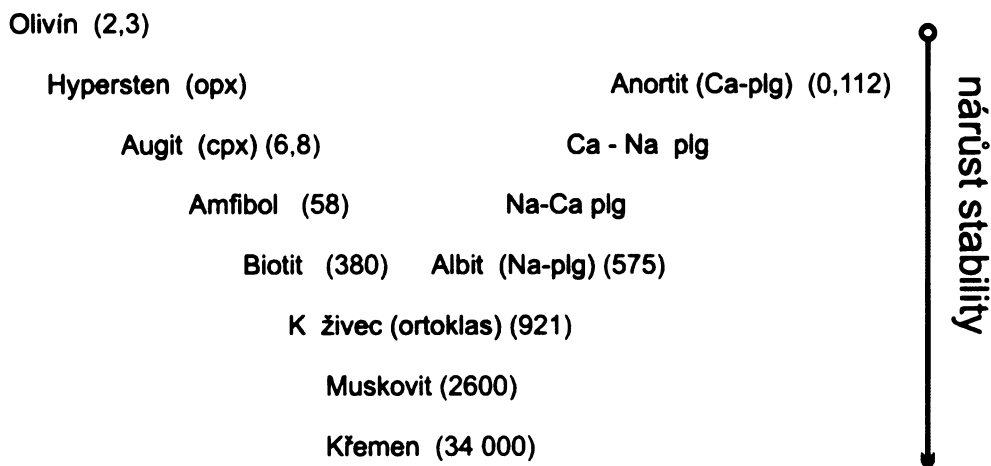 Olivín (2,3)
Hypersten (opx) Anortit (Ca-plg) (0,112)
Augit (cpx) (6,8) Ca - Na plg
Amfibol (58) Na-Ca plg
Biotit (380) Albit (Na-plg) (575)
K živec (ortoklas) (921)
Muskovit (2600)
Křemen (34 000)
nárůst stability